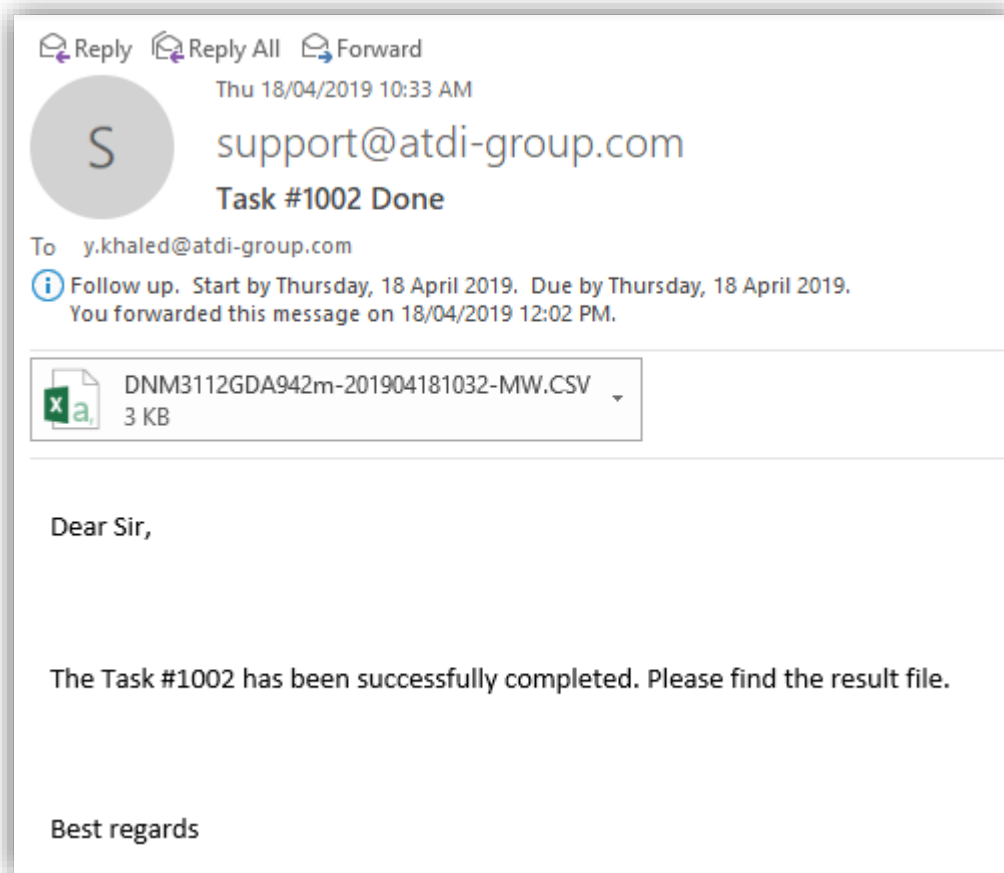 Reply Reply All Forward
Thu 18/04/2019 10:33 AM
S
support@atdi-group.com
Task #1002 Done
To y.khaled@atdi-group.com
Follow up. Start by Thursday, 18 April 2019. Due by Thursday, 18 April 2019.
You forwarded this message on 18/04/2019 12:02 PM.
DNM3112GDA942m-201904181032-MW.CSV
3 KB
Dear Sir,
The Task #1002 has been successfully completed. Please find the result file.
Best regards